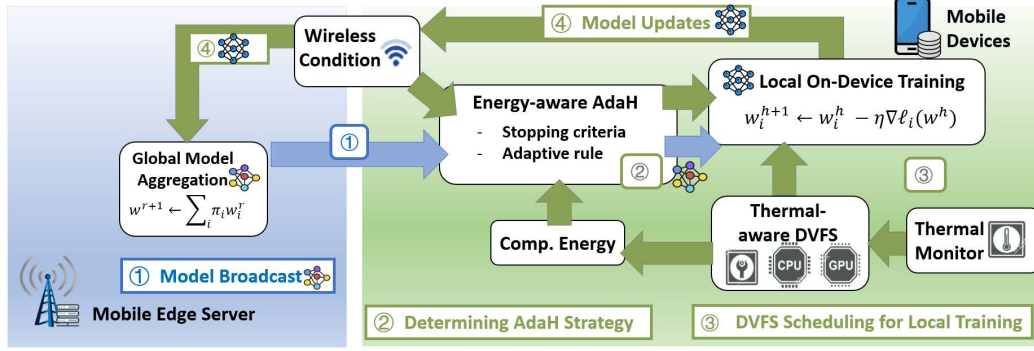 ④
Wireless
Condition
④ Model Updates
Mobile
Devices
Local On-Device Training
w_i^{h+1} ← w_i^h − η∇ℓ_i(w^h)
Energy-aware AdaH
- Stopping criteria
- Adaptive rule
①
②
③
Global Model
Aggregation
w^{r+1} ← ∑_i π_i w_i^r
Comp. Energy
Thermal-
aware DVFS
CPU
GPU
Thermal
Monitor
① Model Broadcast
Mobile Edge Server
② Determining AdaH Strategy
③ DVFS Scheduling for Local Training